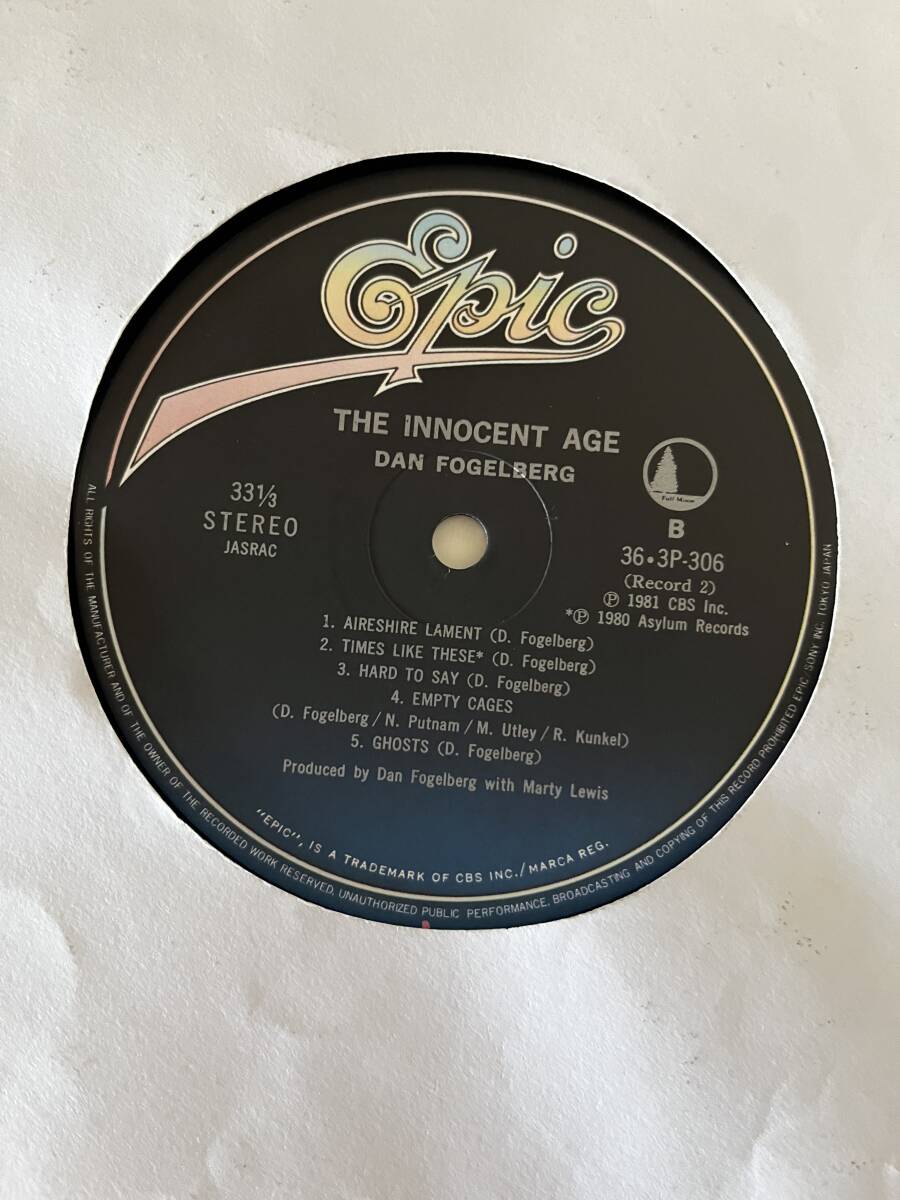 Epic
THE INNOCENT AGE
DAN FOGELBERG
33⅓
STEREO
JASRAC
Full Moon
B
36•3P-306
(Record 2)
Ⓟ 1981 CBS Inc.
*Ⓟ 1980 Asylum Records
1. AIRESHIRE LAMENT (D. Fogelberg)
2. TIMES LIKE THESE* (D. Fogelberg)
3. HARD TO SAY (D. Fogelberg)
4. EMPTY CAGES
(D. Fogelberg/N. Putnam/M. Utley/R. Kunkel)
5. GHOSTS (D. Fogelberg)
Produced by Dan Fogelberg with Marty Lewis
"EPIC", IS A TRADEMARK OF CBS INC./MARCA REG.
ALL RIGHTS OF THE MANUFACTURER AND OF THE OWNER OF THE RECORDED WORK RESERVED. UNAUTHORIZED PUBLIC PERFORMANCE, BROADCASTING AND COPYING OF THIS RECORD PROHIBITED EPIC/SONY INC. TOKYO JAPAN